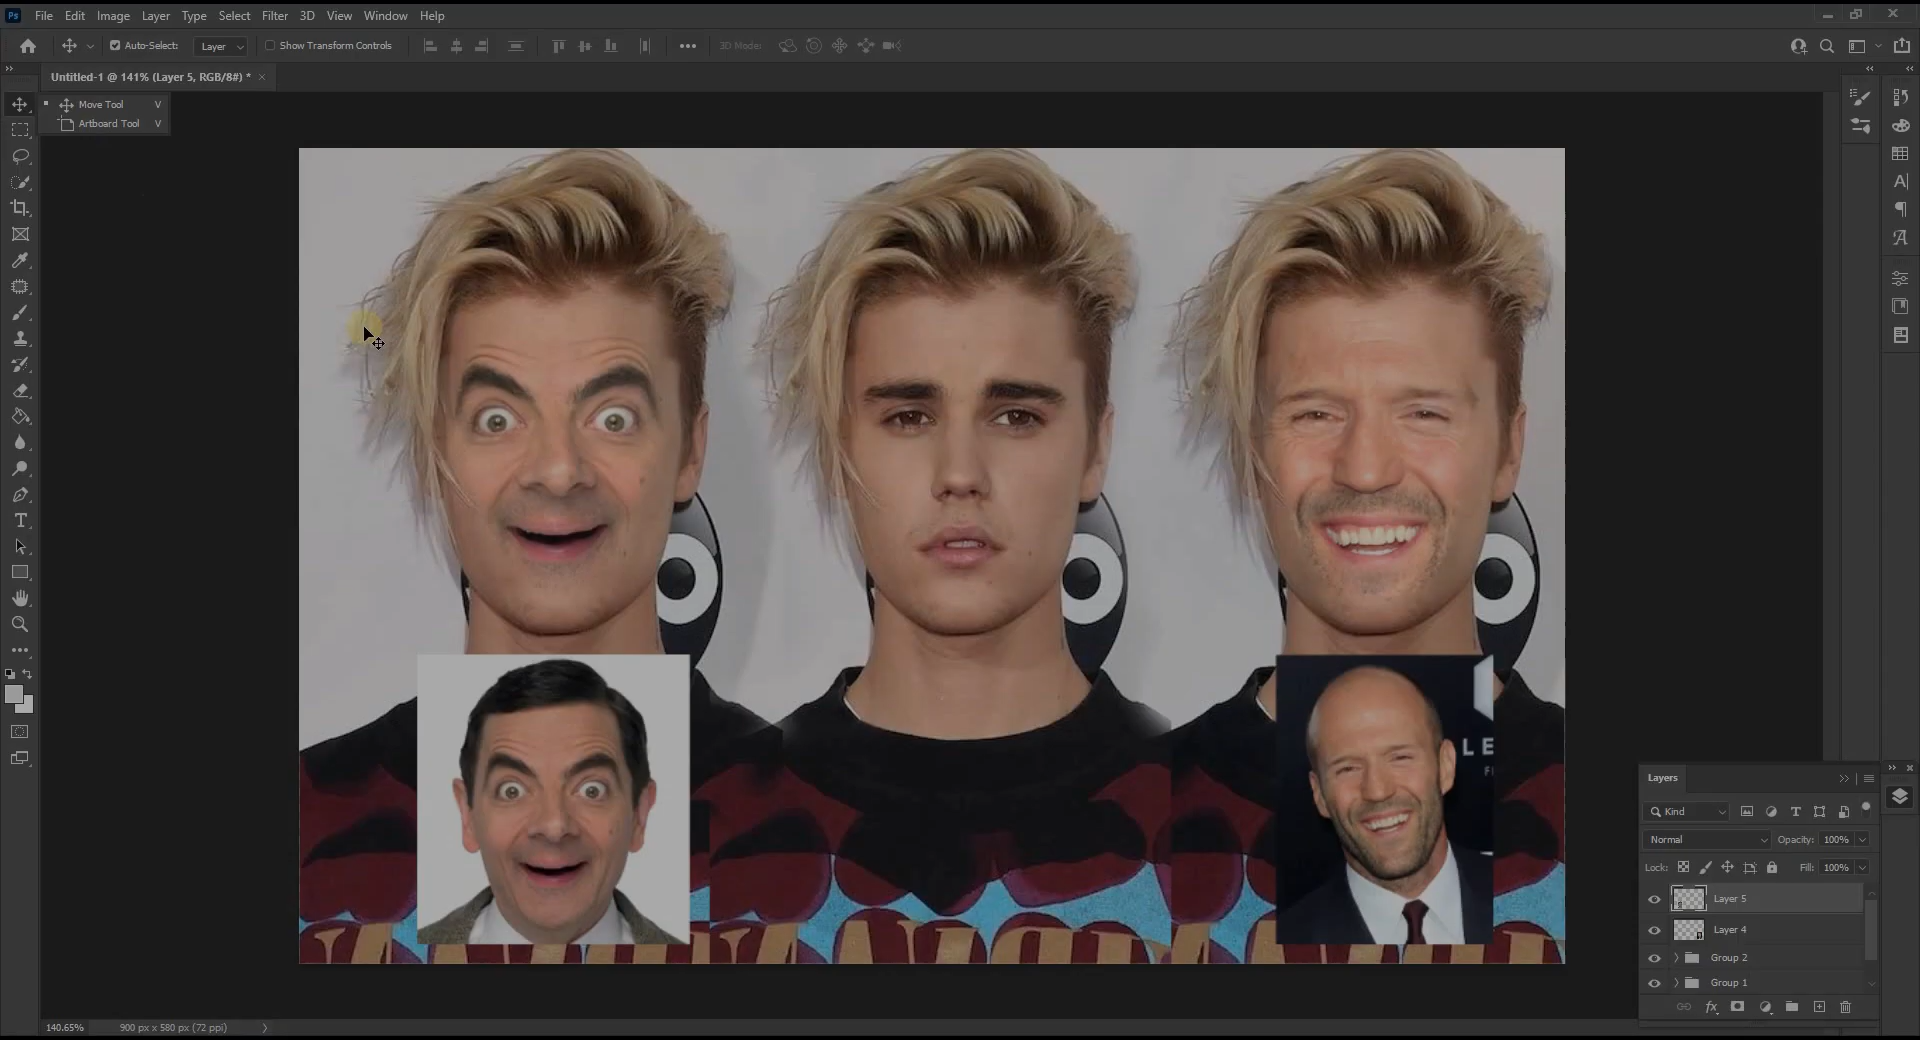 Ps File Edit Image Layer Type Select Filter 3D View Window Help
Auto-Select: Layer Show Transform Controls 3D Mode:
Untitled-1 @ 141% (Layer 5, RGB/8#) *
Move Tool V
Artboard Tool V
LE
F
Layers
Kind
Normal Opacity: 100%
Lock: Fill: 100%
Layer 5
Layer 4
Group 2
Group 1
fx
140.65% 900 px x 580 px (72 ppi)